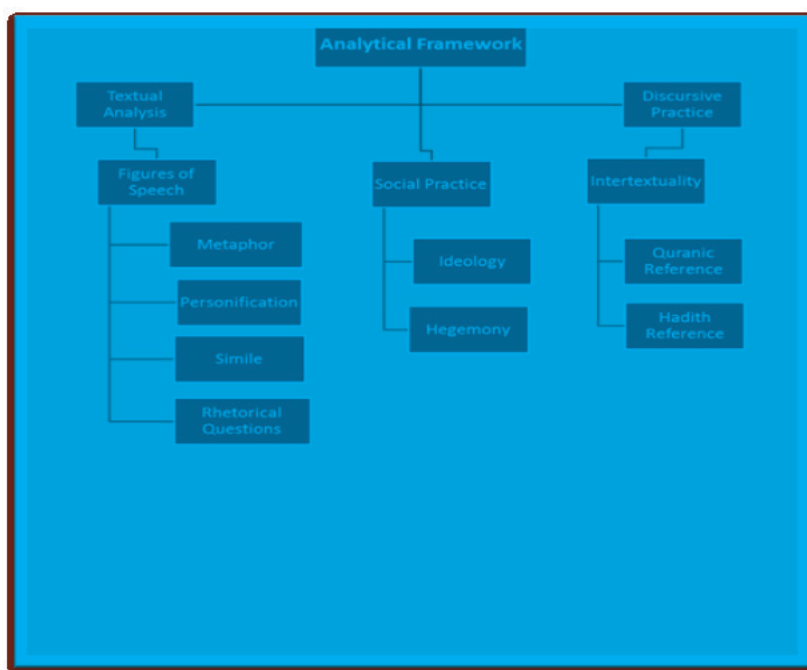 Analytical Framework
Textual
Analysis
Discursive
Practice
Figures of
Speech
Social Practice
Intertextuality
Metaphor
Ideology
Quranic
Reference
Personification
Hegemony
Hadith
Reference
Simile
Rhetorical
Questions